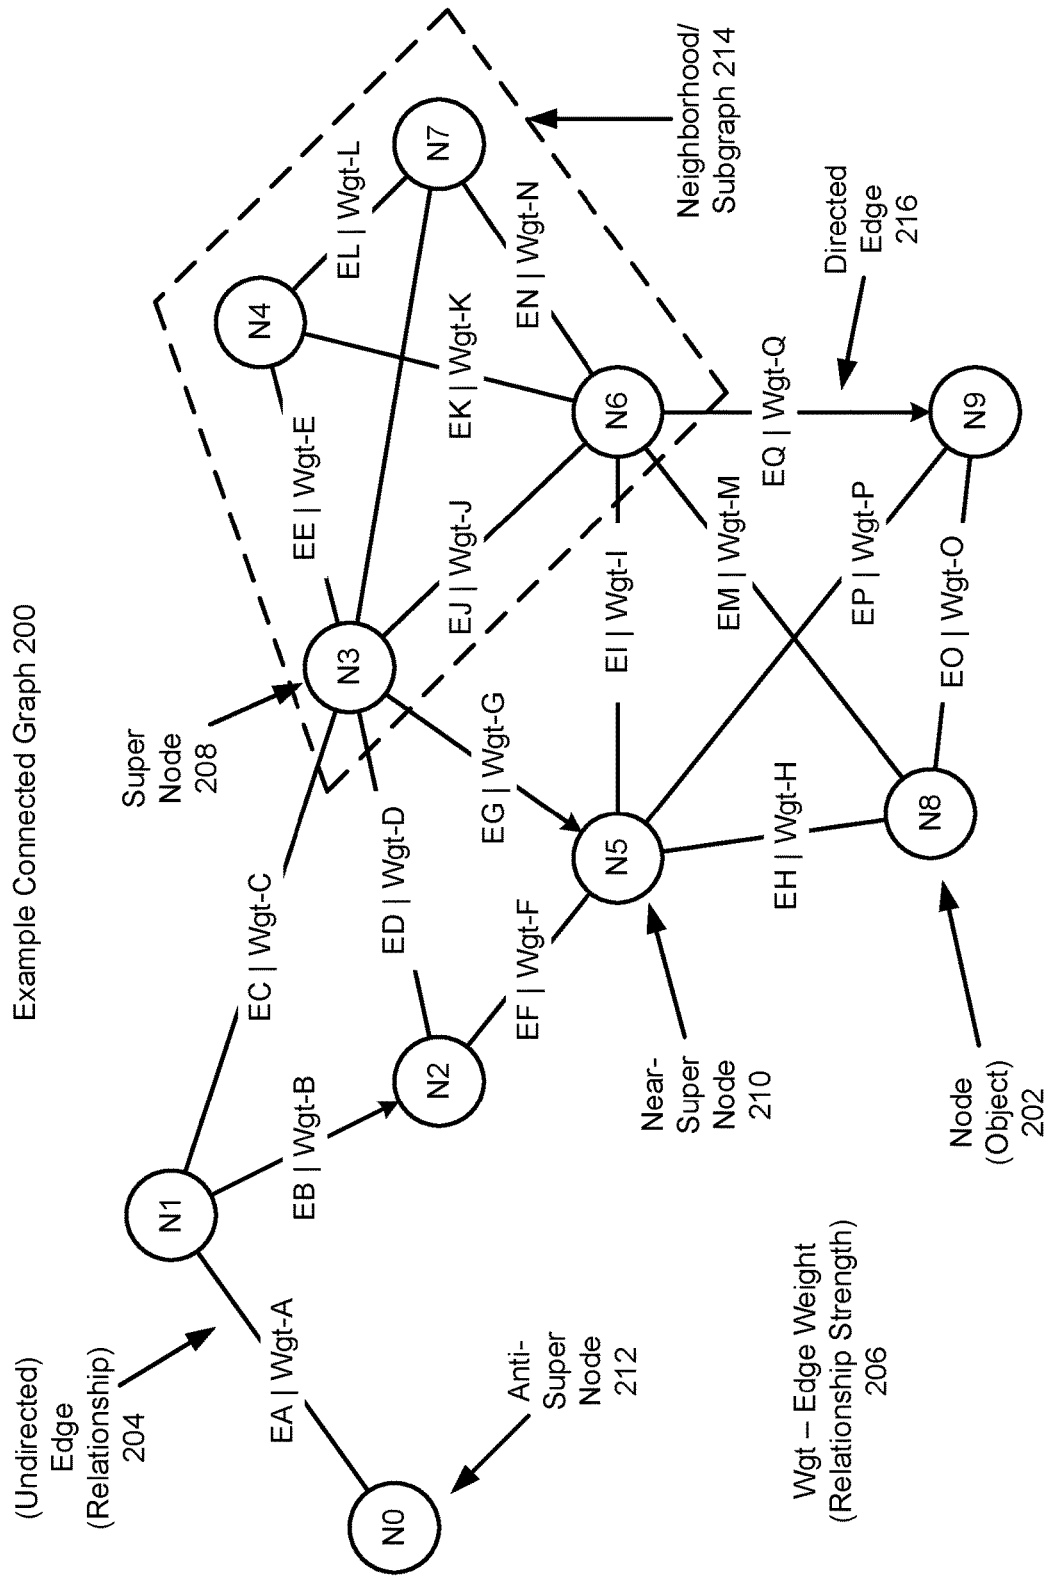 Example Connected Graph 200
(Undirected)
Edge
(Relationship)
204
Super
Node
208
N1
N4
EC | Wgt-C
EE | Wgt-E
EL | Wgt-L
EA | Wgt-A
EB | Wgt-B
N3
N0
N2
ED | Wgt-D
N7
EJ | Wgt-J
EK | Wgt-K
EG | Wgt-G
EN | Wgt-N
EF | Wgt-F
Anti-
Super
Node
212
N5
EI | Wgt-I
N6
Neighborhood/
Subgraph 214
Near-
Super
Node
210
EH | Wgt-H
EM | Wgt-M
EQ | Wgt-Q
EP | Wgt-P
Directed
Edge
216
Wgt – Edge Weight
(Relationship Strength)
206
N8
EO | Wgt-O
N9
Node
(Object)
202